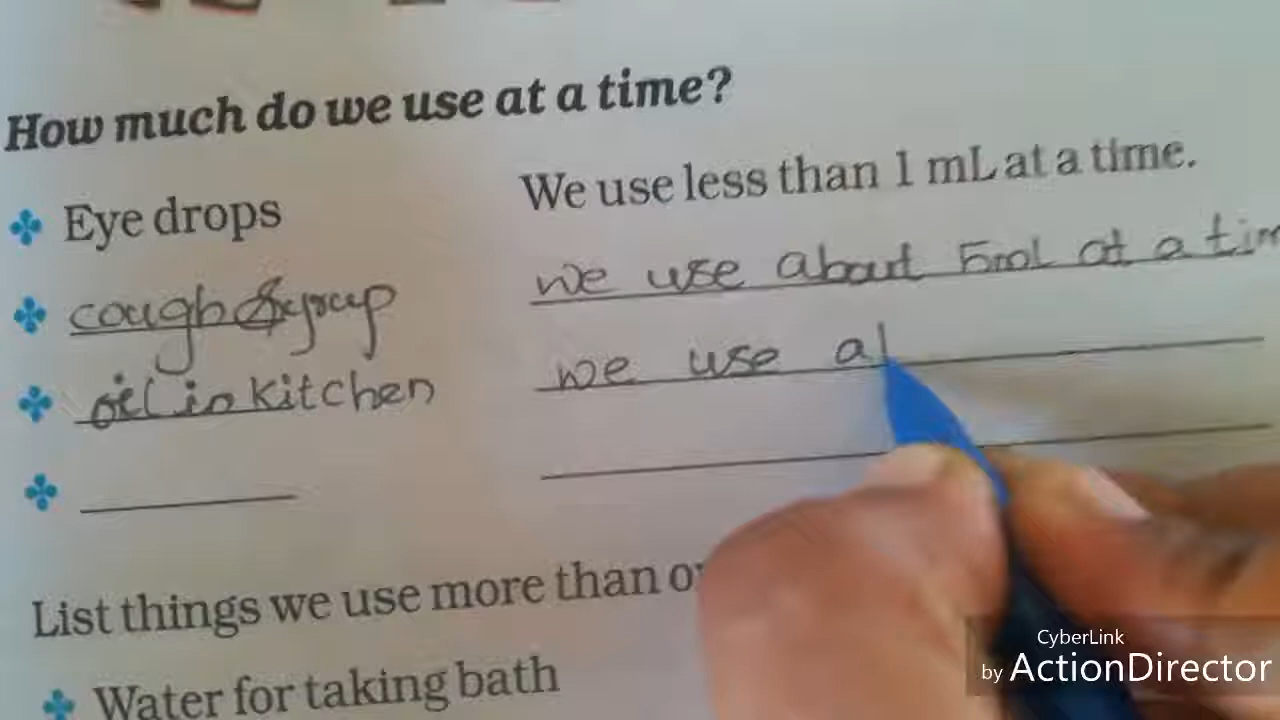 How much do we use at a time?
Eye drops We use less than 1 mL at a time.
cough syrup we use about 5mL at a tim
oil in kitchen we use al
List things we use more than o
Water for taking bath
CyberLink
by ActionDirector